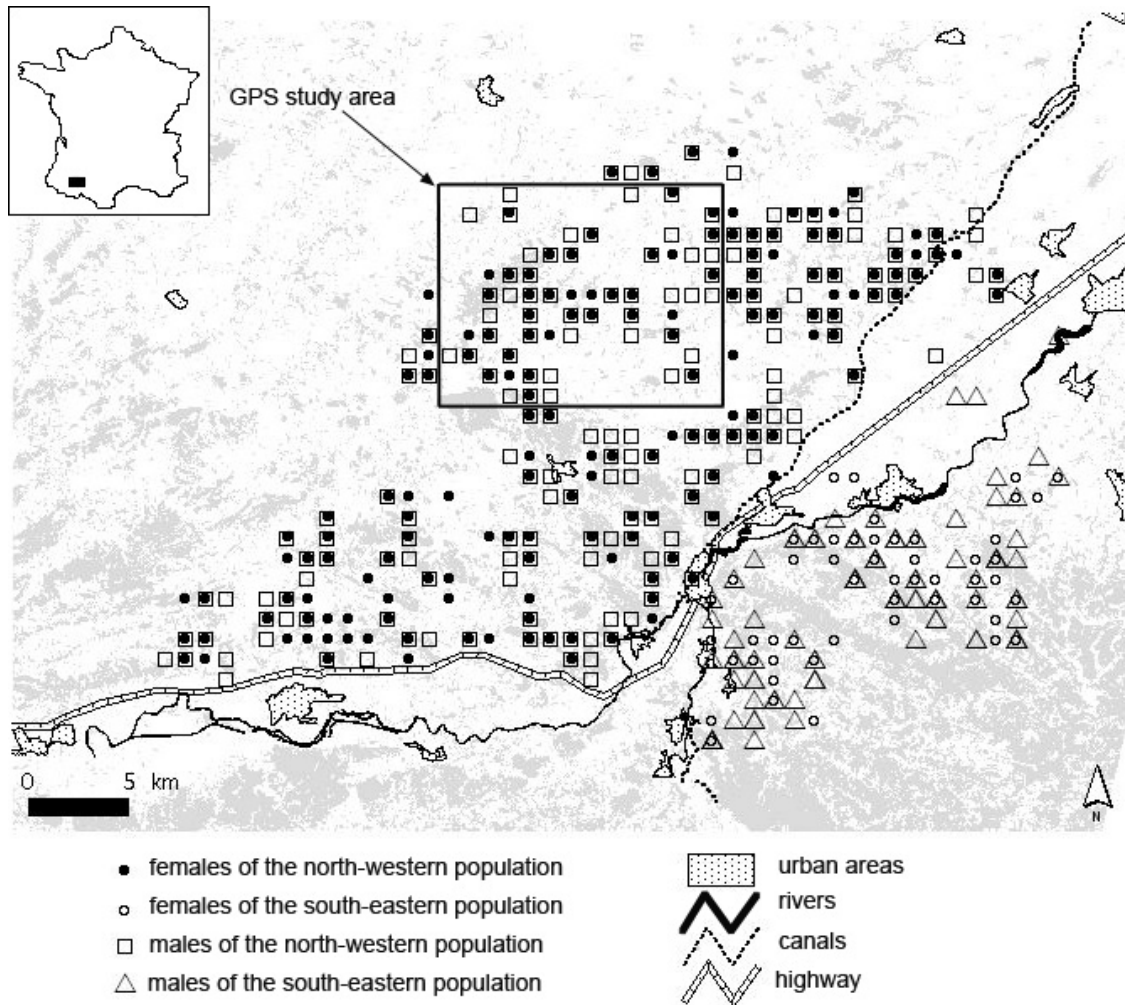 GPS study area
0 5 km
N
females of the north-western population
females of the south-eastern population
males of the north-western population
males of the south-eastern population
urban areas
rivers
canals
highway